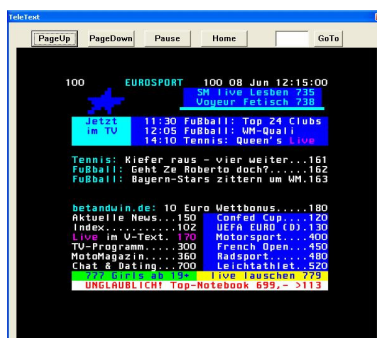 TeleText
PageUp PageDown Pause Home GoTo
100 EUROSPORT 100 08 Jun 12:15:00
SM live Lesben 735
Voyeur Fetisch 738
Jetzt 11:30 Fußball: Top 24 Clubs
im TV 12:05 Fußball: WM-Quali
14:10 Tennis: Queen's Live
Tennis: Kiefer raus - vier weiter...161
Fußball: Geht Ze Roberto doch?......162
Fußball: Bayern-Stars zittern um WM.163
betandwin.de: 10 Euro Wettbonus.....180
Aktuelle News...150 Confed Cup....120
Index...........102 UEFA EURO (D).130
Live im V-Text. 170 Motorsport....400
TV-Programm.....300 French Open...450
MotoMagazin.....360 Radsport......480
Chat & Dating...700 Leichtathlet..520
777 Girls ab 19+ live lauschen 779
UNGLAUBLICH! Top-Notebook 699,- >113